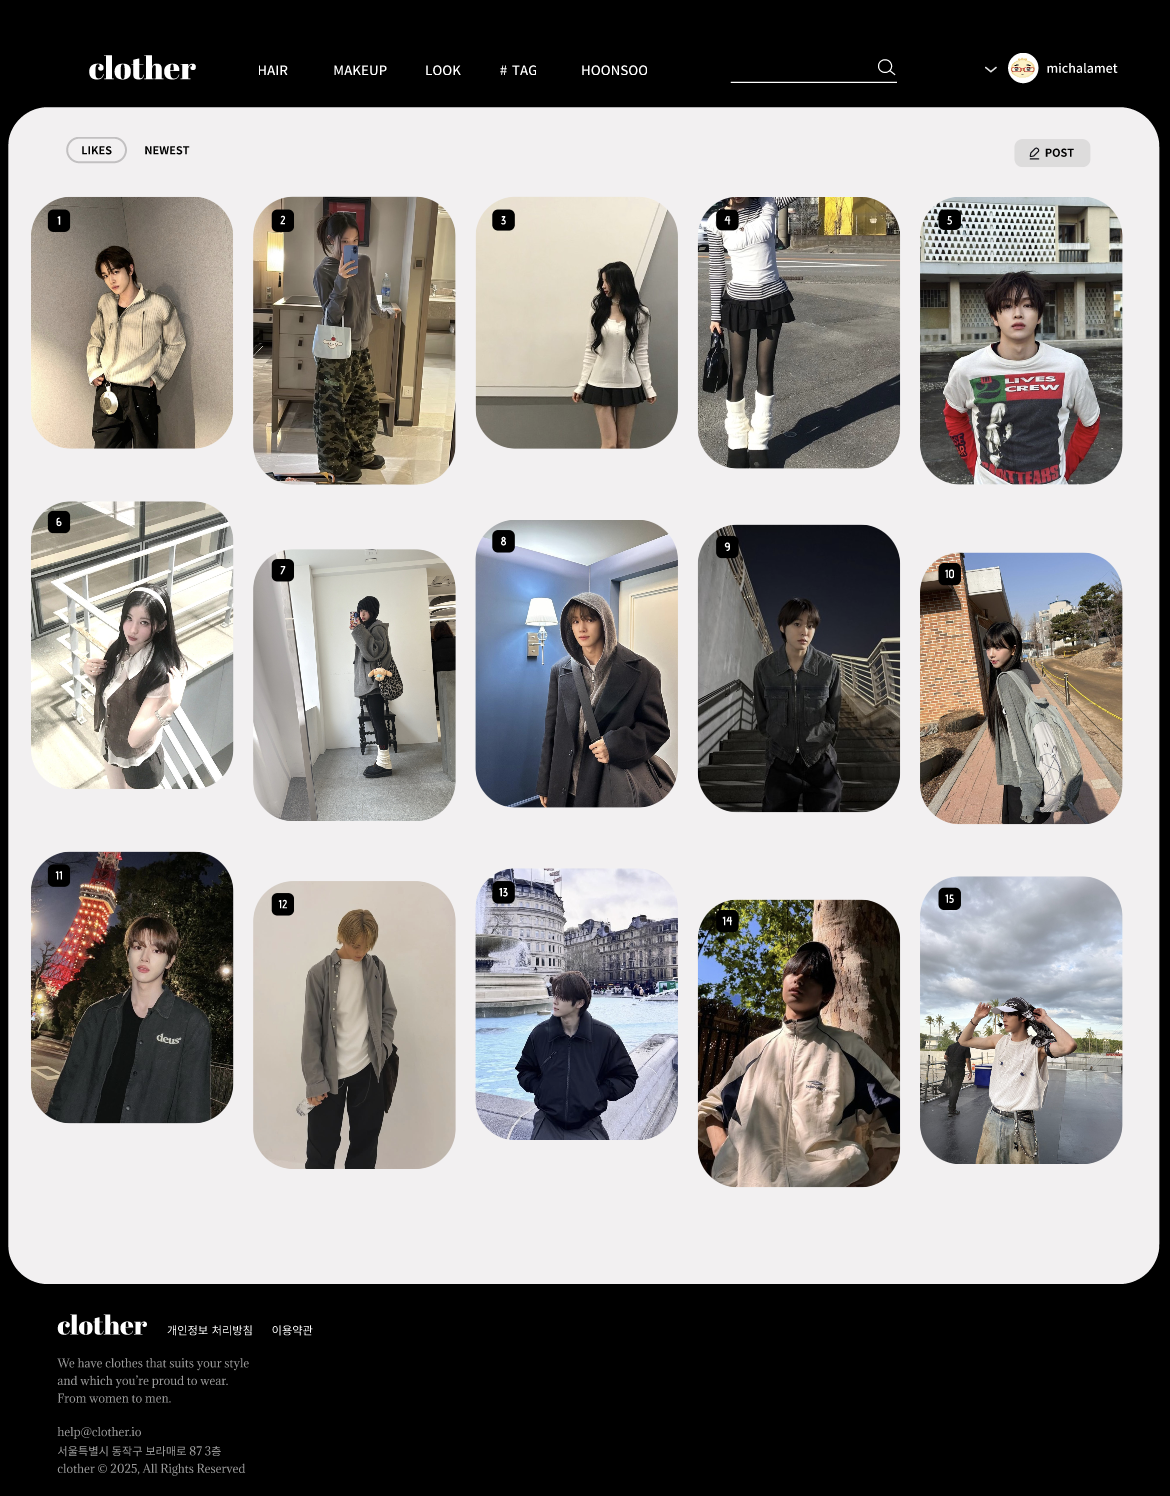 clother
HAIR
MAKEUP
LOOK
# TAG
HOONSOO
michalamet
LIKES
NEWEST
POST
1
2
3
4
5
LIVES
CREW
6
7
8
9
10
11
deus
12
13
14
15
clother
개인정보 처리방침
이용약관
We have clothes that suits your style
and which you're proud to wear.
From women to men.
help@clother.io
서울특별시 동작구 보라매로 87 3층
clother © 2025, All Rights Reserved